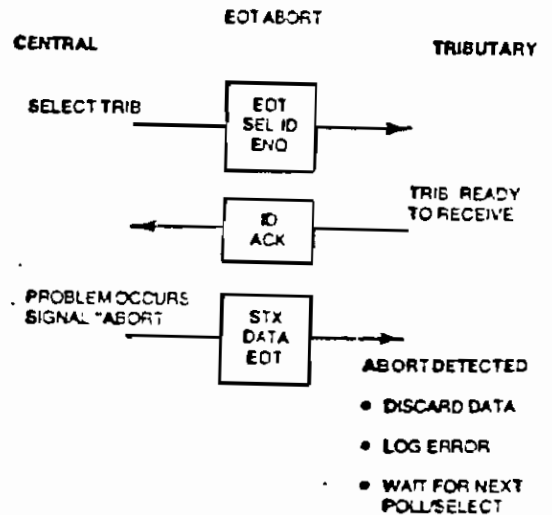 EOT ABORT
CENTRAL
TRIBUTARY
SELECT TRIB
EOT
SEL ID
ENQ
TRIB READY
TO RECEIVE
ID
ACK
PROBLEM OCCURS
SIGNAL "ABORT
STX
DATA
EOT
ABORT DETECTED
• DISCARD DATA
• LOG ERROR
• WAIT FOR NEXT
POLL/SELECT